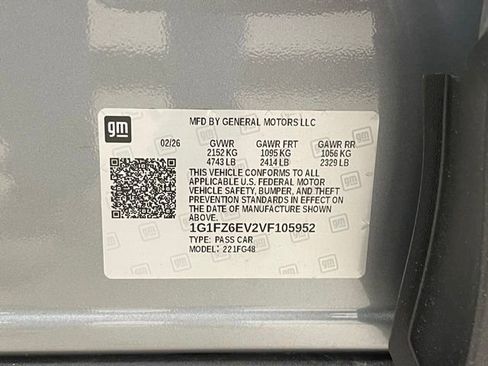 gm
MFD BY GENERAL MOTORS LLC
02/26 GVWR GAWR FRT GAWR RR
2152 KG 1095 KG 1056 KG
4743 LB 2414 LB 2329 LB
THIS VEHICLE CONFORMS TO ALL
APPLICABLE U.S. FEDERAL MOTOR
VEHICLE SAFETY, BUMPER, AND THEFT
PREVENTION STANDARDS IN EFFECT ON
THE DATE OF MANUFACTURE SHOWN
ABOVE.
1G1FZ6EV2VF105952
TYPE: PASS CAR
MODEL: 221FG48